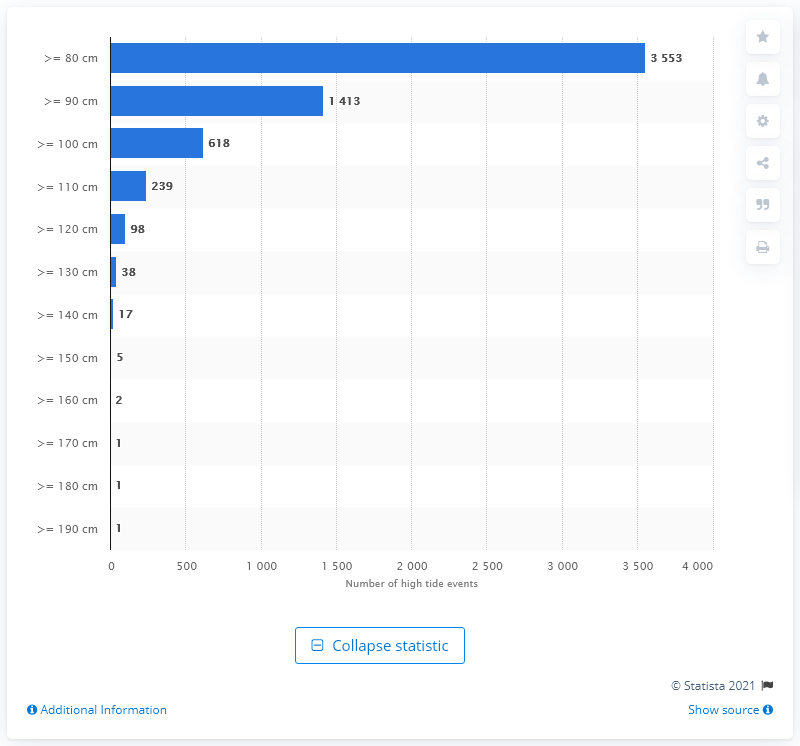 >= 80 cm 3 553
>= 90 cm 1 413
>= 100 cm 618
>= 110 cm 239
>= 120 cm 98
>= 130 cm 38
>= 140 cm 17
>= 150 cm 5
>= 160 cm 2
>= 170 cm 1
>= 180 cm 1
>= 190 cm 1
0 500 1 000 1 500 2 000 2 500 3 000 3 500 4 000
Number of high tide events
Collapse statistic
© Statista 2021
Additional Information Show source